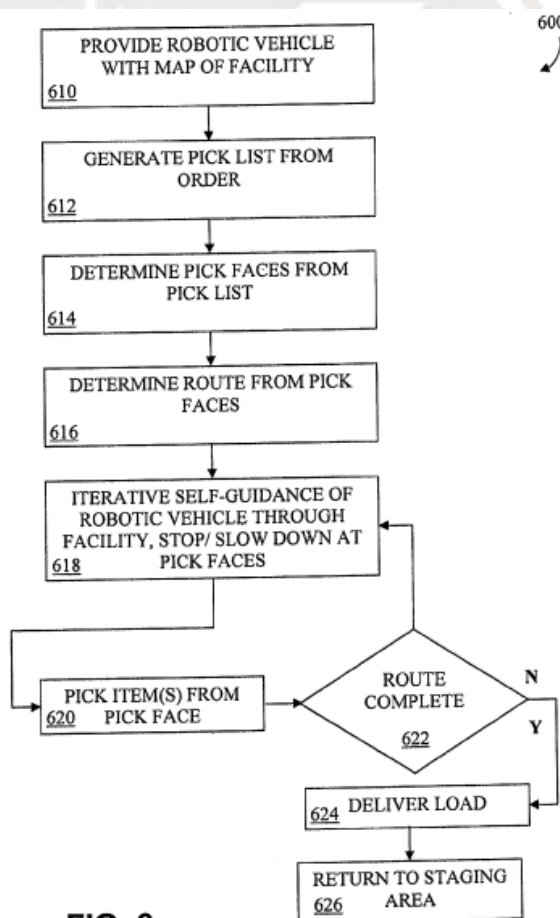 600
PROVIDE ROBOTIC VEHICLE
WITH MAP OF FACILITY
610
GENERATE PICK LIST FROM
ORDER
612
DETERMINE PICK FACES FROM
PICK LIST
614
DETERMINE ROUTE FROM PICK
FACES
616
ITERATIVE SELF-GUIDANCE OF
ROBOTIC VEHICLE THROUGH
FACILITY, STOP/ SLOW DOWN AT
618 PICK FACES
PICK ITEM(S) FROM
620 PICK FACE
ROUTE
COMPLETE
622
N
Y
624 DELIVER LOAD
RETURN TO STAGING
626 AREA